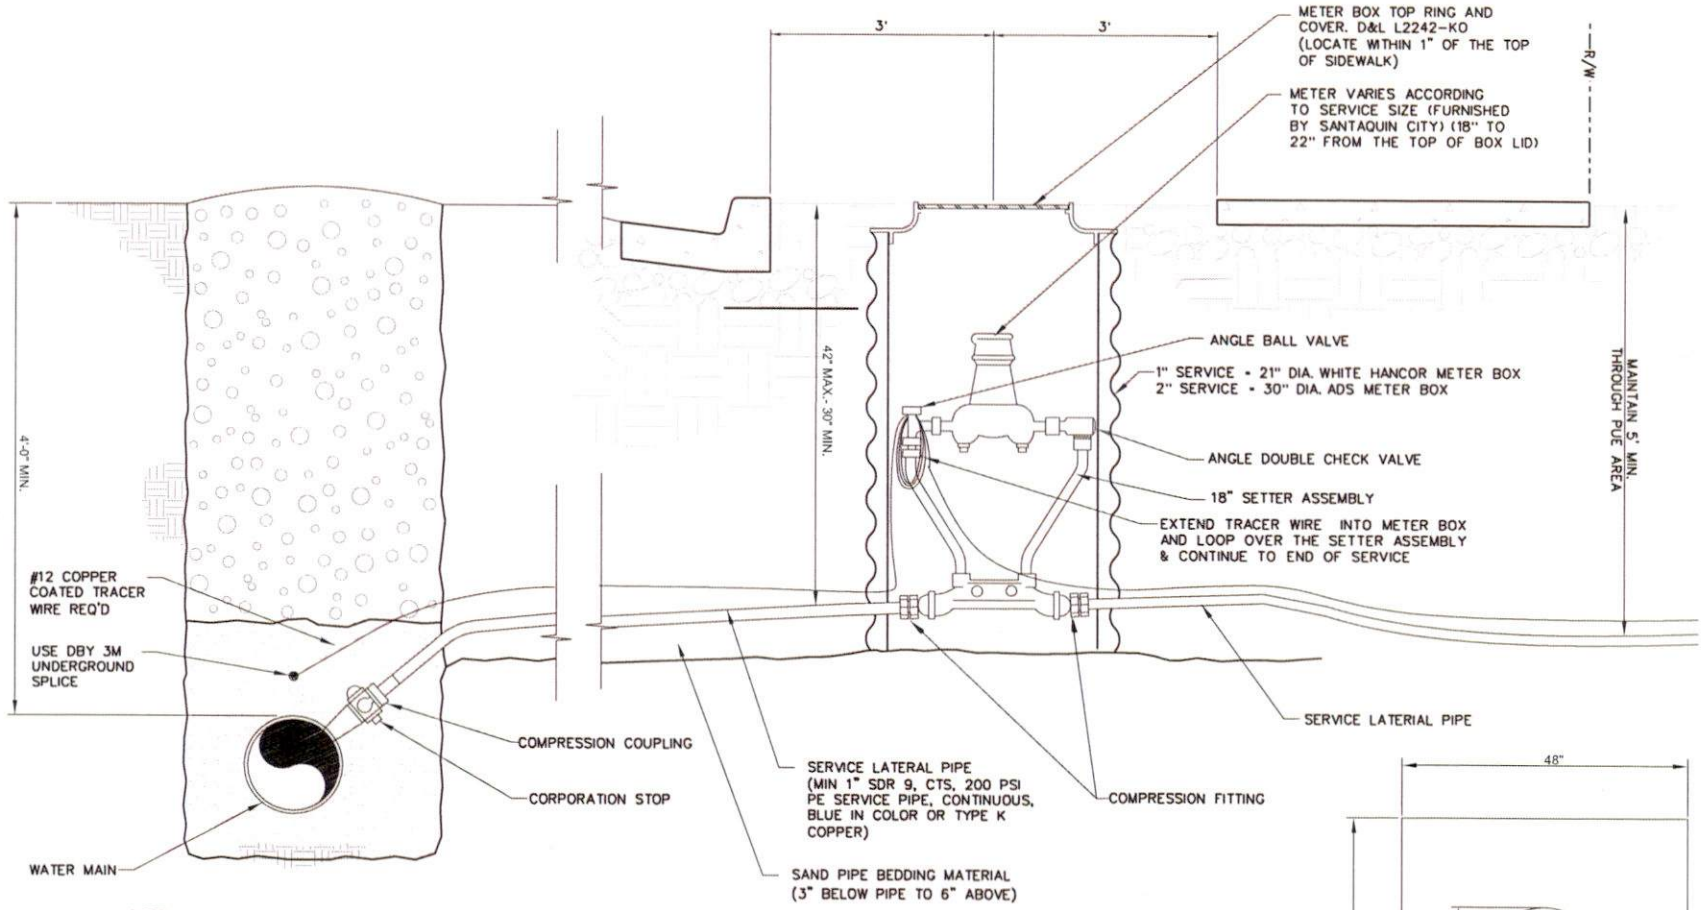 3'
3'
METER BOX TOP RING AND
COVER. D&L L2242-KO
(LOCATE WITHIN 1" OF THE TOP
OF SIDEWALK)
R/W
METER VARIES ACCORDING
TO SERVICE SIZE (FURNISHED
BY SANTAQUIN CITY) (18" TO
22" FROM THE TOP OF BOX LID)
ANGLE BALL VALVE
1" SERVICE - 21" DIA. WHITE HANCOR METER BOX
2" SERVICE - 30" DIA. ADS METER BOX
42" MAX.- 30" MIN.
MAINTAIN 5' MIN.
THROUGH PUE AREA
4'-0" MIN.
ANGLE DOUBLE CHECK VALVE
18" SETTER ASSEMBLY
EXTEND TRACER WIRE INTO METER BOX
AND LOOP OVER THE SETTER ASSEMBLY
& CONTINUE TO END OF SERVICE
#12 COPPER
COATED TRACER
WIRE REQ'D
USE DBY 3M
UNDERGROUND
SPLICE
COMPRESSION COUPLING
SERVICE LATERIAL PIPE
CORPORATION STOP
SERVICE LATERAL PIPE
(MIN 1" SDR 9, CTS, 200 PSI
PE SERVICE PIPE, CONTINUOUS,
BLUE IN COLOR OR TYPE K
COPPER)
COMPRESSION FITTING
48"
WATER MAIN
SAND PIPE BEDDING MATERIAL
(3" BELOW PIPE TO 6" ABOVE)